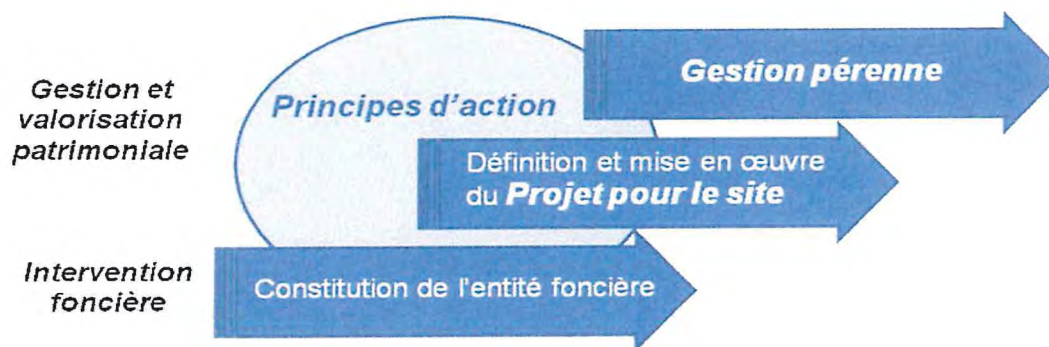 Gestion et
valorisation
patrimoniale
Principes d'action
Gestion pérenne
Définition et mise en œuvre
du Projet pour le site
Intervention
foncière
Constitution de l'entité foncière